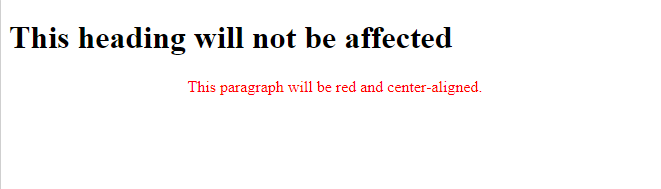 This heading will not be affected
This paragraph will be red and center-aligned.